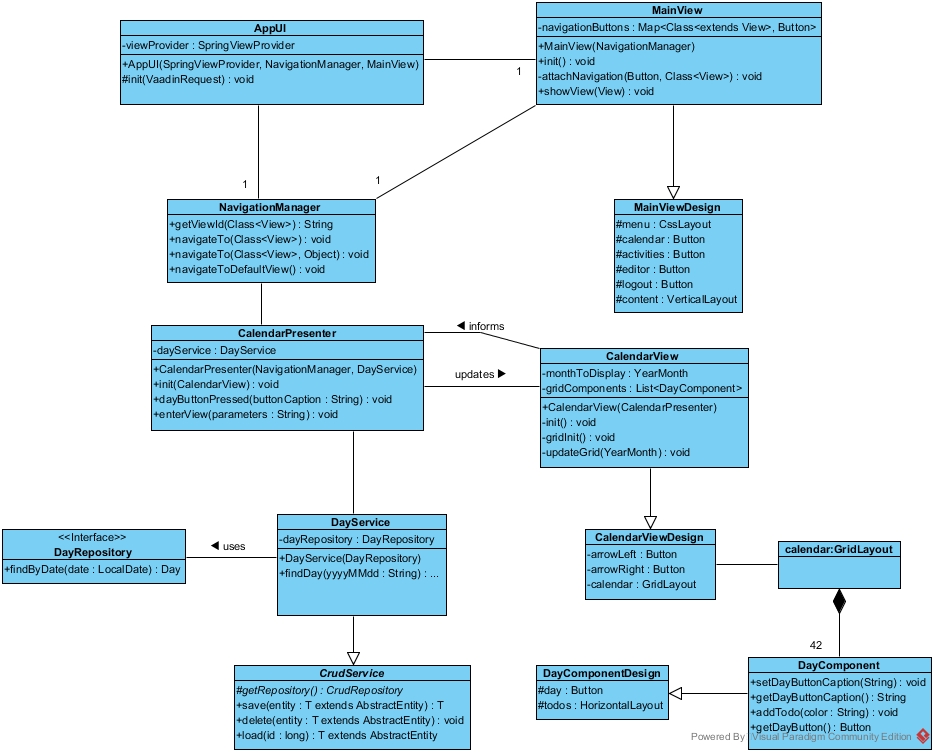 AppUI
-viewProvider : SpringViewProvider
+AppUI(SpringViewProvider, NavigationManager, MainView)
#init(VaadinRequest) : void
MainView
-navigationButtons : Map<Class<extends View>, Button>
+MainView(NavigationManager)
+init() : void
-attachNavigation(Button, Class<View>) : void
+showView(View) : void
1
1
1
NavigationManager
+getViewId(Class<View>) : String
+navigateTo(Class<View>) : void
+navigateTo(Class<View>, Object) : void
+navigateToDefaultView() : void
MainViewDesign
#menu : CssLayout
#calendar : Button
#activities : Button
#editor : Button
#logout : Button
#content : VerticalLayout
CalendarPresenter
-dayService : DayService
+CalendarPresenter(NavigationManager, DayService)
+init(CalendarView) : void
+dayButtonPressed(buttonCaption : String) : void
+enterView(parameters : String) : void
◀ informs
updates ▶
CalendarView
-monthToDisplay : YearMonth
-gridComponents : List<DayComponent>
+CalendarView(CalendarPresenter)
-init() : void
-gridInit() : void
-updateGrid(YearMonth) : void
<<Interface>>
DayRepository
+findByDate(date : LocalDate) : Day
◀ uses
DayService
-dayRepository : DayRepository
+DayService(DayRepository)
+findDay(yyyyMMdd : String) : ...
CalendarViewDesign
-arrowLeft : Button
-arrowRight : Button
-calendar : GridLayout
calendar:GridLayout
42
CrudService
#getRepository() : CrudRepository
+save(entity : T extends AbstractEntity) : T
+delete(entity : T extends AbstractEntity) : void
+load(id : long) : T extends AbstractEntity
DayComponentDesign
#day : Button
#todos : HorizontalLayout
DayComponent
+setDayButtonCaption(String) : void
+getDayButtonCaption() : String
+addTodo(color : String) : void
+getDayButton() : Button
Powered By Visual Paradigm Community Edition